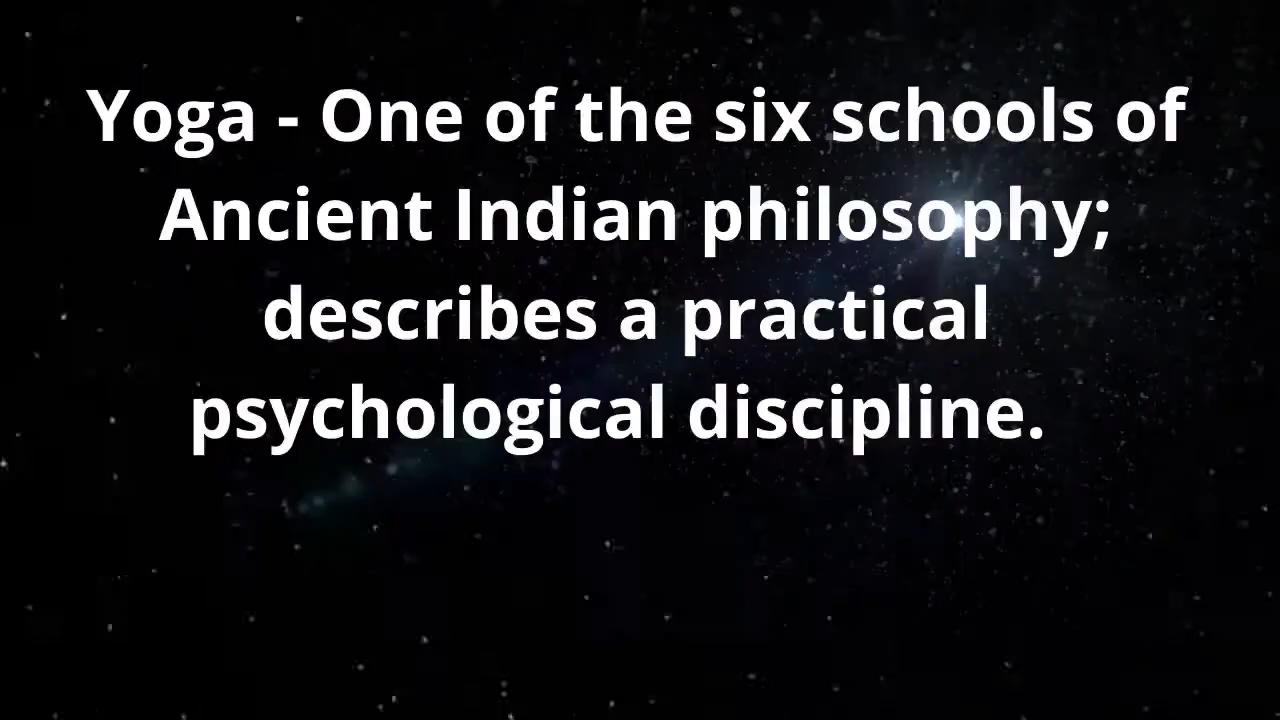 Yoga - One of the six schools of
Ancient Indian philosophy;
describes a practical
psychological discipline.